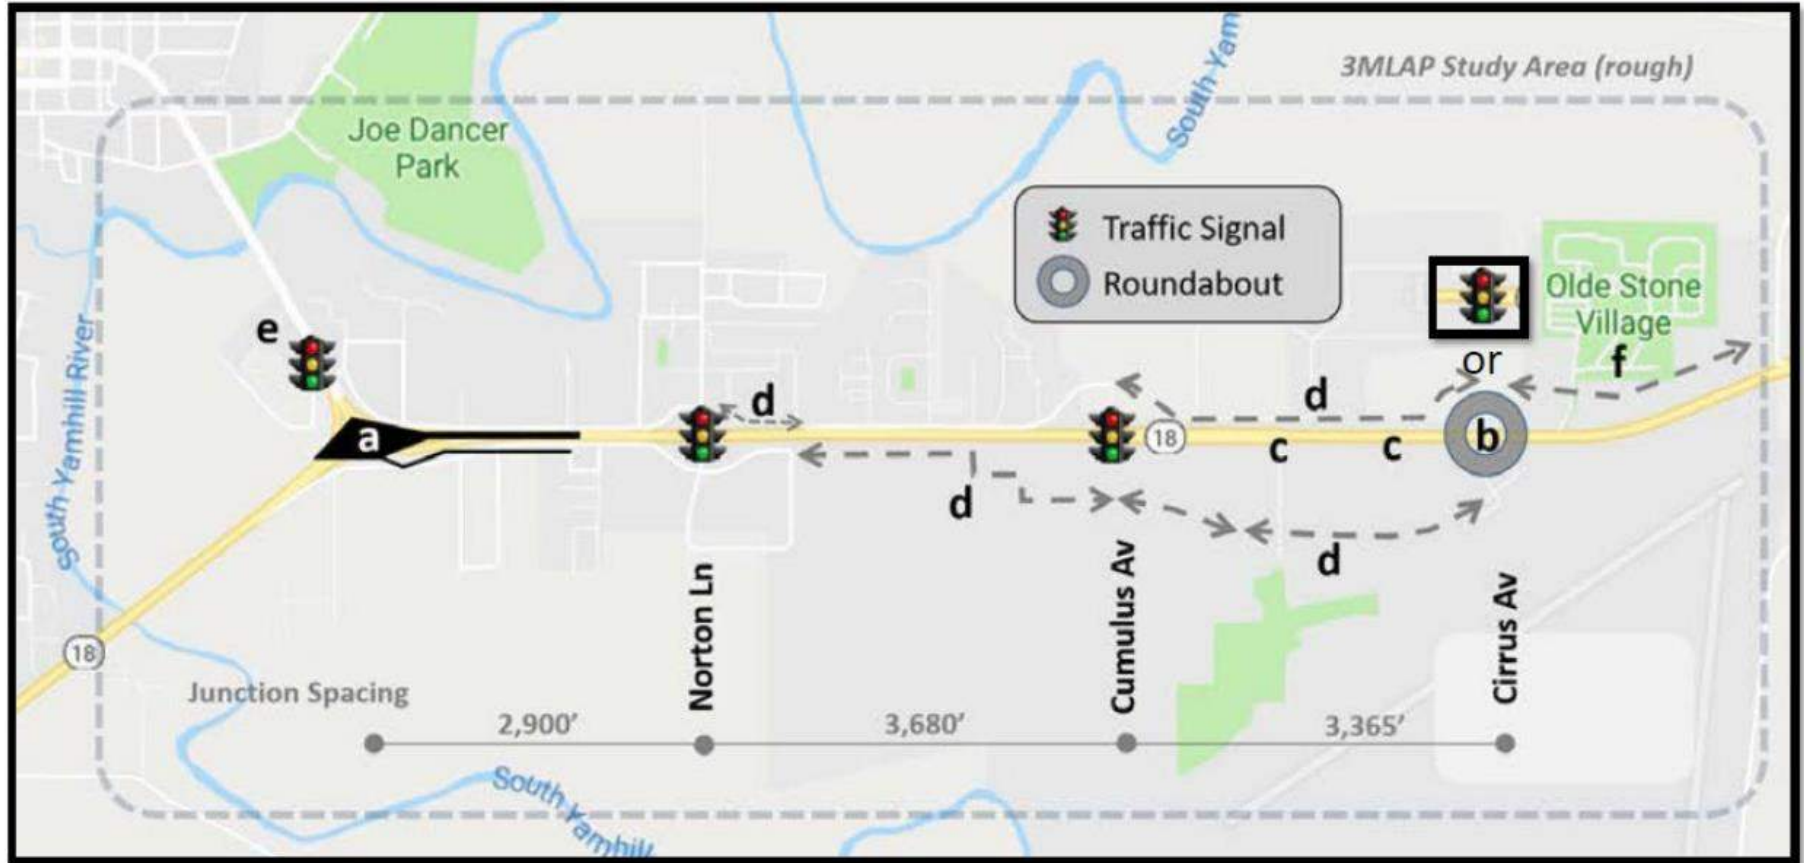 3MLAP Study Area (rough)
South Yam
Joe Dancer
Park
Traffic Signal
Roundabout
Olde Stone
Village
e
or
f
South Yamhill River
d
d
a
18
c
c
b
d
d
Norton Ln
Cumulus Av
Cirrus Av
18
Junction Spacing
2,900’
3,680’
3,365’
South Yamhill